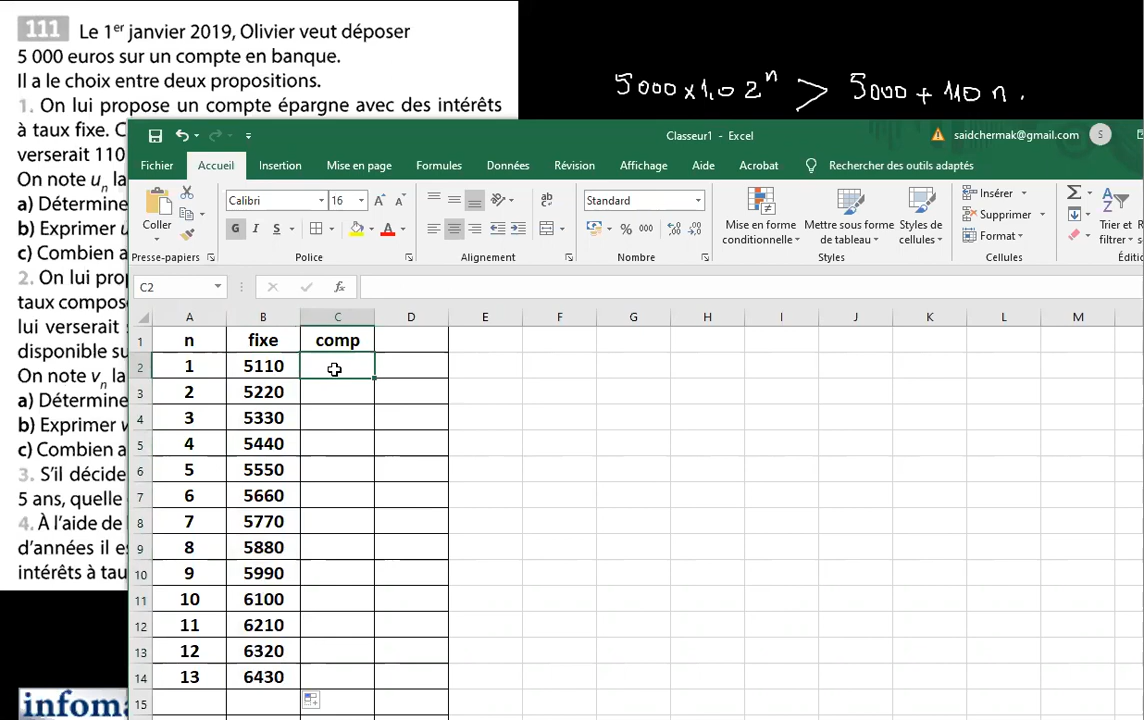 111 Le 1er janvier 2019, Olivier veut déposer
5 000 euros sur un compte en banque.
Il a le choix entre deux propositions.
1. On lui propose un compte épargne avec des intérêts
à taux fixe. C
verserait 110
On note un la
a) Détermine
b) Exprimer u
c) Combien a
2. On lui prop
taux compos
lui verserait s
disponible su
On note vn la
a) Détermine
b) Exprimer v
c) Combien a
3. S'il décide
5 ans, quelle
4. À l'aide de l
d'années il es
intérêts à tau
infoma
5000 x 1,02^n > 5000 + 110 n.
Classeur1 - Excel
saidchermak@gmail.com
S
Fichier Accueil Insertion Mise en page Formules Données Révision Affichage Aide Acrobat Rechercher des outils adaptés
Coller
Calibri 16
G I S
Standard
% 000
Mise en forme conditionnelle
Mettre sous forme de tableau
Styles de cellules
Insérer
Supprimer
Format
Trier et R
filtrer
Presse-papiers Police Alignement Nombre Styles Cellules Éditio
C2 fx
A B C D E F G H I J K L M
1 n fixe comp
2 1 5110
3 2 5220
4 3 5330
5 4 5440
6 5 5550
7 6 5660
8 7 5770
9 8 5880
10 9 5990
11 10 6100
12 11 6210
13 12 6320
14 13 6430
15